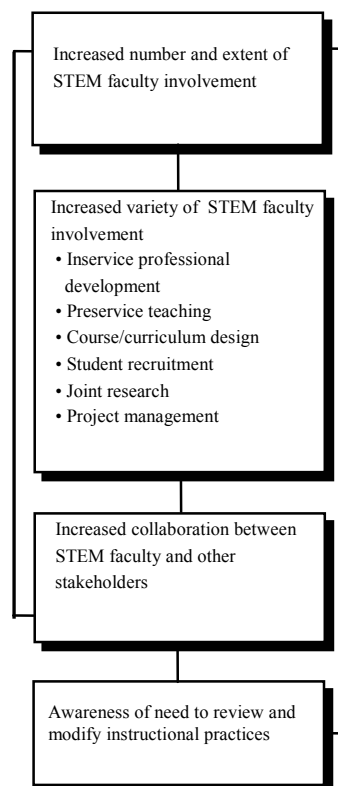 Increased number and extent of
STEM faculty involvement
Increased variety of STEM faculty
involvement
• Inservice professional
development
• Preservice teaching
• Course/curriculum design
• Student recruitment
• Joint research
• Project management
Increased collaboration between
STEM faculty and other
stakeholders
Awareness of need to review and
modify instructional practices